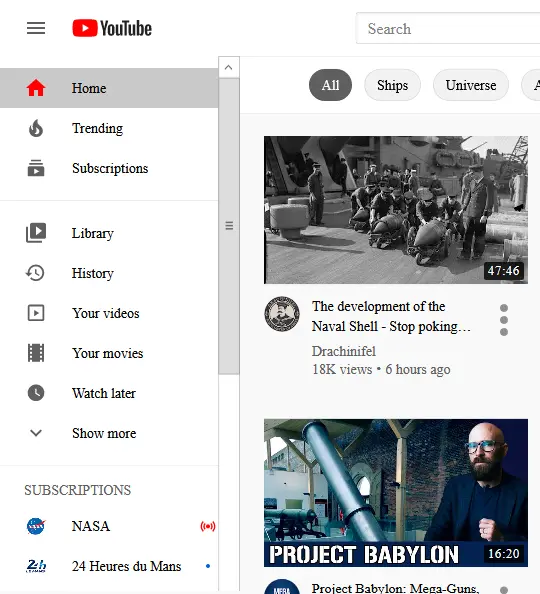 YouTube
Search
Home
Trending
Subscriptions
Library
History
Your videos
Your movies
Watch later
Show more
SUBSCRIPTIONS
NASA
24 Heures du Mans
All
Ships
Universe
47:46
The development of the
Naval Shell - Stop poking…
Drachinifel
18K views • 6 hours ago
PROJECT BABYLON
16:20
MEGA
Project Babylon: Mega-Guns,